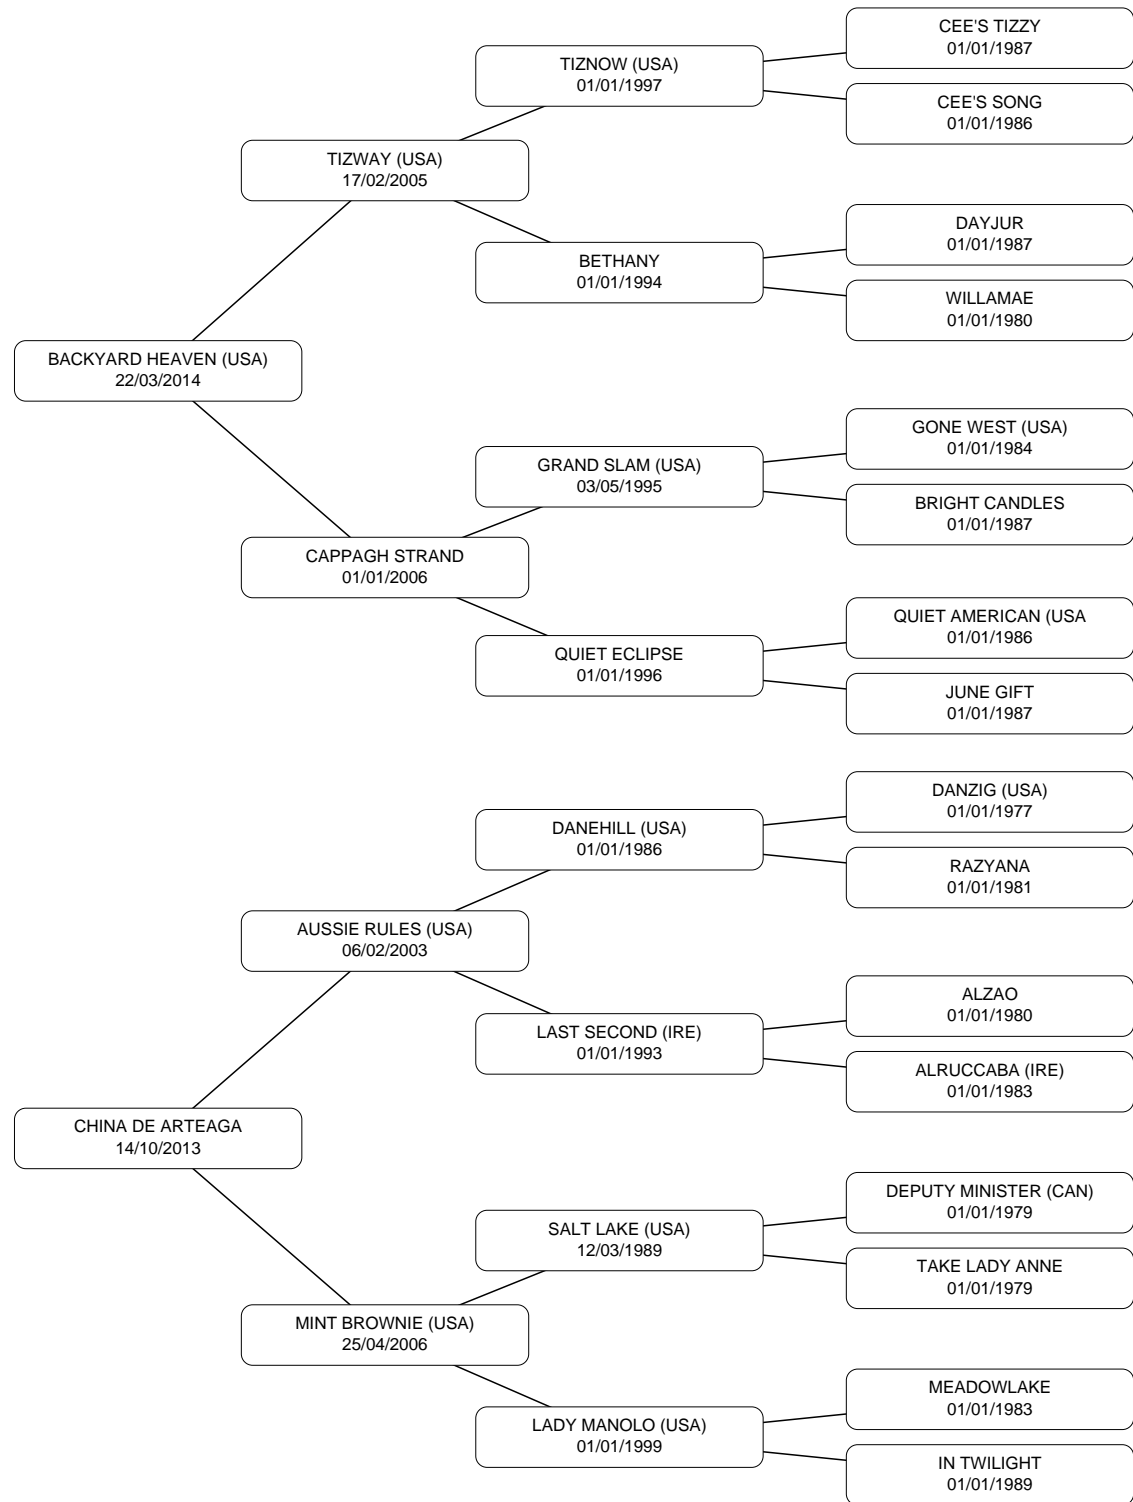 CEE'S TIZZY
01/01/1987
TIZNOW (USA)
01/01/1997
CEE'S SONG
01/01/1986
TIZWAY (USA)
17/02/2005
DAYJUR
01/01/1987
BETHANY
01/01/1994
WILLAMAE
01/01/1980
BACKYARD HEAVEN (USA)
22/03/2014
GONE WEST (USA)
01/01/1984
GRAND SLAM (USA)
03/05/1995
BRIGHT CANDLES
01/01/1987
CAPPAGH STRAND
01/01/2006
QUIET AMERICAN (USA
01/01/1986
QUIET ECLIPSE
01/01/1996
JUNE GIFT
01/01/1987
DANZIG (USA)
01/01/1977
DANEHILL (USA)
01/01/1986
RAZYANA
01/01/1981
AUSSIE RULES (USA)
06/02/2003
ALZAO
01/01/1980
LAST SECOND (IRE)
01/01/1993
ALRUCCABA (IRE)
01/01/1983
CHINA DE ARTEAGA
14/10/2013
DEPUTY MINISTER (CAN)
01/01/1979
SALT LAKE (USA)
12/03/1989
TAKE LADY ANNE
01/01/1979
MINT BROWNIE (USA)
25/04/2006
MEADOWLAKE
01/01/1983
LADY MANOLO (USA)
01/01/1999
IN TWILIGHT
01/01/1989